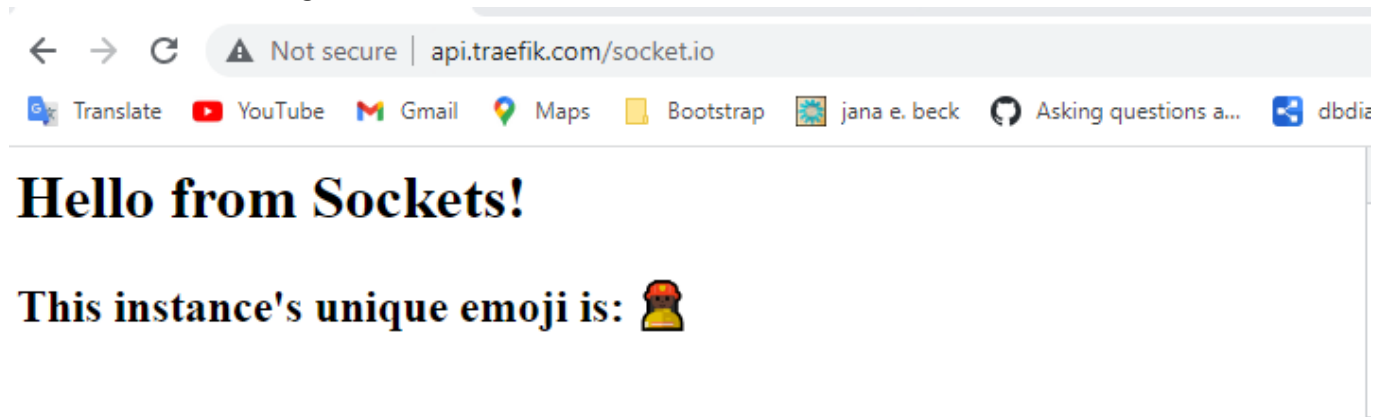 Not secure | api.traefik.com/socket.io
Translate YouTube Gmail Maps Bootstrap jana e. beck Asking questions a... dbdia
Hello from Sockets!
This instance's unique emoji is: 👩🏿‍🚒